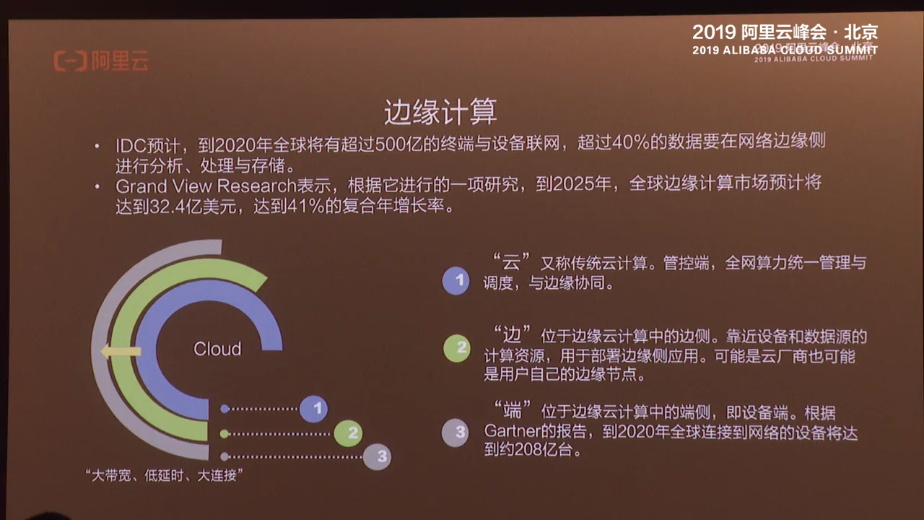 2019 阿里云峰会·北京
2019 ALIBABA CLOUD SUMMIT
2019 ALIBABA CLOUD SUMMIT
阿里云
边缘计算
• IDC预计，到2020年全球将有超过500亿的终端与设备联网，超过40%的数据要在网络边缘侧
进行分析、处理与存储。
• Grand View Research表示，根据它进行的一项研究，到2025年，全球边缘计算市场预计将
达到32.4亿美元，达到41%的复合年增长率。
“云”又称传统云计算。管控端，全网算力统一管理与
1
调度，与边缘协同。
“边”位于边缘云计算中的边侧。靠近设备和数据源的
2
计算资源，用于部署边缘侧应用。可能是云厂商也可能
是用户自己的边缘节点。
“端”位于边缘云计算中的端侧，即设备端。根据
3
Gartner的报告，到2020年全球连接到网络的设备将达
到约208亿台。
Cloud
1
2
3
“大带宽、低延时、大连接”